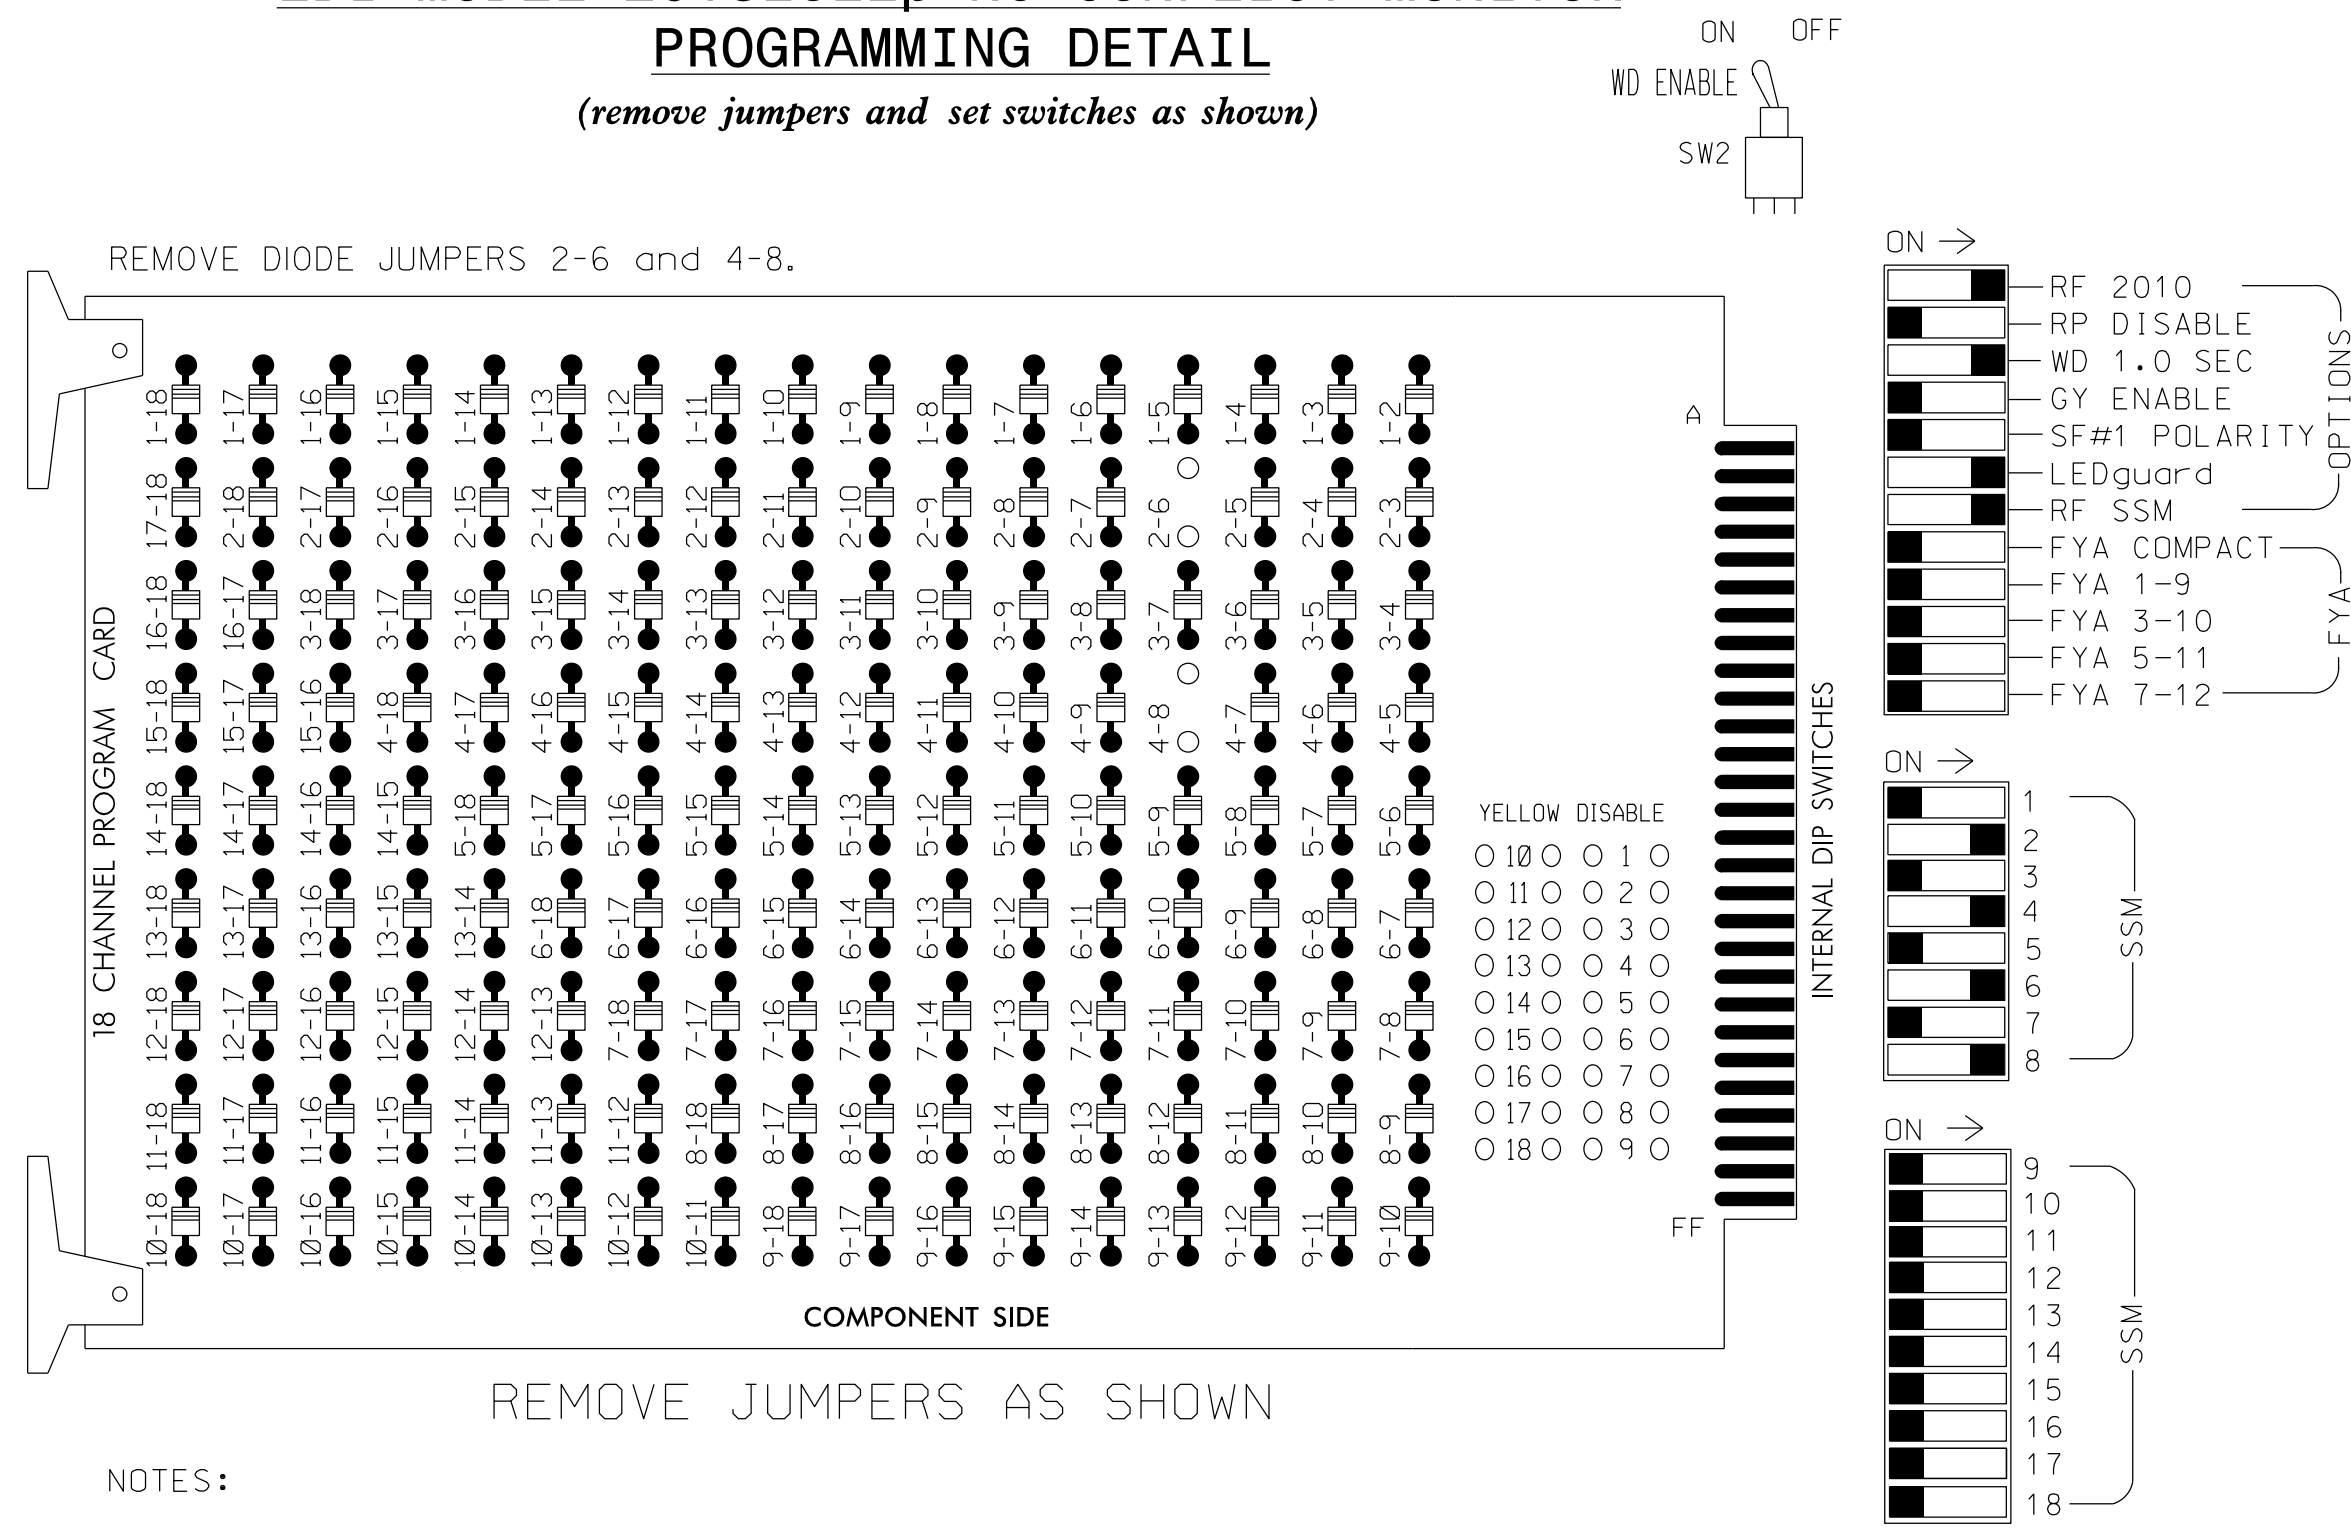 PROGRAMMING DETAIL
(remove jumpers and set switches as shown)
ON OFF
WD ENABLE
SW2
REMOVE DIODE JUMPERS 2-6 and 4-8.
18 CHANNEL PROGRAM CARD
1-18 1-17 1-16 1-15 1-14 1-13 1-12 1-11 1-10 1-9 1-8 1-7 1-6 1-5 1-4 1-3 1-2
17-18 2-18 2-17 2-16 2-15 2-14 2-13 2-12 2-11 2-10 2-9 2-8 2-7 2-6 2-5 2-4 2-3
16-18 16-17 3-18 3-17 3-16 3-15 3-14 3-13 3-12 3-11 3-10 3-9 3-8 3-7 3-6 3-5 3-4
15-18 15-17 15-16 4-18 4-17 4-16 4-15 4-14 4-13 4-12 4-11 4-10 4-9 4-8 4-7 4-6 4-5
14-18 14-17 14-16 14-15 5-18 5-17 5-16 5-15 5-14 5-13 5-12 5-11 5-10 5-9 5-8 5-7 5-6
13-18 13-17 13-16 13-15 13-14 6-18 6-17 6-16 6-15 6-14 6-13 6-12 6-11 6-10 6-9 6-8 6-7
12-18 12-17 12-16 12-15 12-14 12-13 7-18 7-17 7-16 7-15 7-14 7-13 7-12 7-11 7-10 7-9 7-8
11-18 11-17 11-16 11-15 11-14 11-13 11-12 8-18 8-17 8-16 8-15 8-14 8-13 8-12 8-11 8-10 8-9
10-18 10-17 10-16 10-15 10-14 10-13 10-12 10-11 9-18 9-17 9-16 9-15 9-14 9-13 9-12 9-11 9-10
YELLOW DISABLE
10 1
11 2
12 3
13 4
14 5
15 6
16 7
17 8
18 9
A
FF
COMPONENT SIDE
INTERNAL DIP SWITCHES
ON
RF 2010
RP DISABLE
WD 1.0 SEC
GY ENABLE
SF#1 POLARITY
LEDguard
RF SSM
OPTIONS
FYA COMPACT
FYA 1-9
FYA 3-10
FYA 5-11
FYA 7-12
FYA
ON
1
2
3
4
5
6
7
8
SSM
ON
9
10
11
12
13
14
15
16
17
18
SSM
REMOVE JUMPERS AS SHOWN
NOTES: